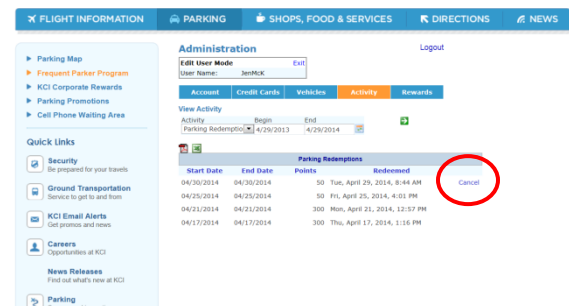 FLIGHT INFORMATION PARKING SHOPS, FOOD & SERVICES DIRECTIONS NEWS
Parking Map
Frequent Parker Program
KCI Corporate Rewards
Parking Promotions
Cell Phone Waiting Area
Quick Links
Security
Be prepared for your travels
Ground Transportation
Service to get to and from
KCI Email Alerts
Get promos and news
Careers
Opportunities at KCI
News Releases
Find out what's new at KCI
Parking
Administration Logout
Edit User Mode Exit
User Name: JenMcK
Account Credit Cards Vehicles Activity Rewards
View Activity
Activity Begin End
Parking Redemptio 4/29/2013 4/29/2014
Parking Redemptions
Start Date End Date Points Redeemed
04/30/2014 04/30/2014 50 Tue, April 29, 2014, 8:44 AM Cancel
04/25/2014 04/25/2014 50 Fri, April 25, 2014, 4:01 PM
04/21/2014 04/21/2014 300 Mon, April 21, 2014, 12:57 PM
04/17/2014 04/17/2014 300 Thu, April 17, 2014, 1:16 PM